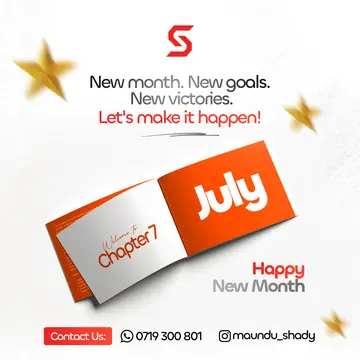 New month. New goals.
New victories.
Let's make it happen!
July
Welcome To
Chapter 7
Happy
New Month
Contact Us:
0719 300 801
maundu_shady